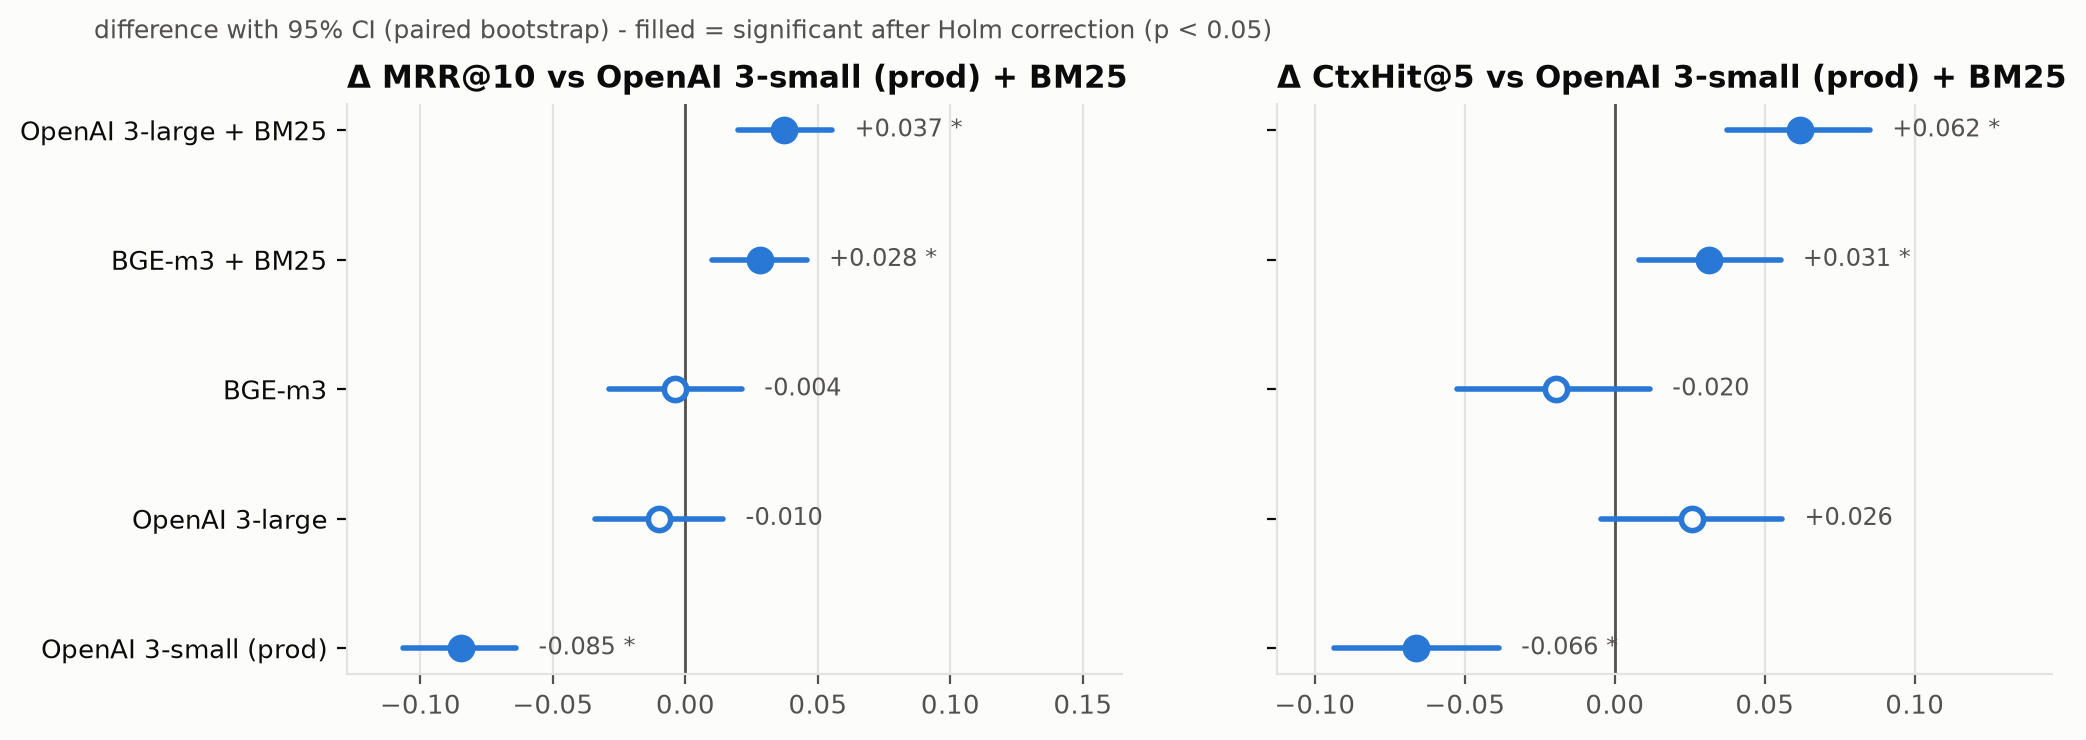 difference with 95% CI (paired bootstrap) - filled = significant after Holm correction (p < 0.05)
Δ MRR@10 vs OpenAI 3-small (prod) + BM25
OpenAI 3-large + BM25
+0.037 *
BGE-m3 + BM25
+0.028 *
BGE-m3
-0.004
OpenAI 3-large
-0.010
OpenAI 3-small (prod)
-0.085 *
−0.10 −0.05 0.00 0.05 0.10 0.15
Δ CtxHit@5 vs OpenAI 3-small (prod) + BM25
+0.062 *
+0.031 *
-0.020
+0.026
-0.066 *
−0.10 −0.05 0.00 0.05 0.10